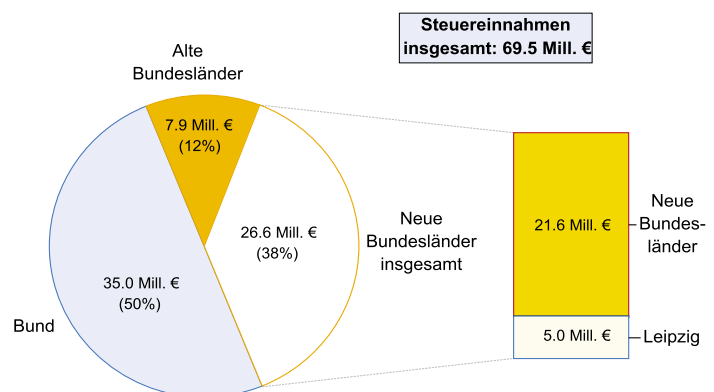 Steuereinnahmen
insgesamt: 69.5 Mill. €
Alte
Bundesländer
7.9 Mill. €
(12%)
26.6 Mill. €
(38%)
35.0 Mill. €
(50%)
Bund
Neue
Bundesländer
insgesamt
21.6 Mill. €
5.0 Mill. €
Neue
Bundes-
länder
Leipzig